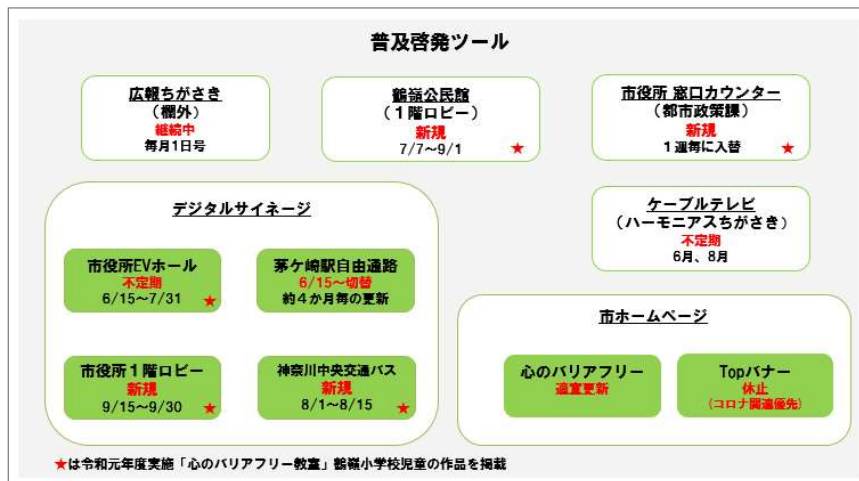 普及啓発ツール
広報ちがさき
（欄外）
継続中
毎月1日号
鶴嶺公民館
（１階ロビー）
新規
7/7～9/1
★
市役所 窓口カウンター
（都市政策課）
新規
１週毎に入替
★
ケーブルテレビ
（ハーモニアスちがさき）
不定期
6月、8月
デジタルサイネージ
市役所EVホール
不定期
6/15～7/31
★
茅ケ崎駅自由通路
6/15～切替
約４か月毎の更新
市役所１階ロビー
新規
9/15～9/30
★
神奈川中央交通バス
新規
8/1～8/15
★
市ホームページ
心のバリアフリー
適宜更新
Topバナー
休止
(コロナ関連優先)
★は令和元年度実施「心のバリアフリー教室」鶴嶺小学校児童の作品を掲載